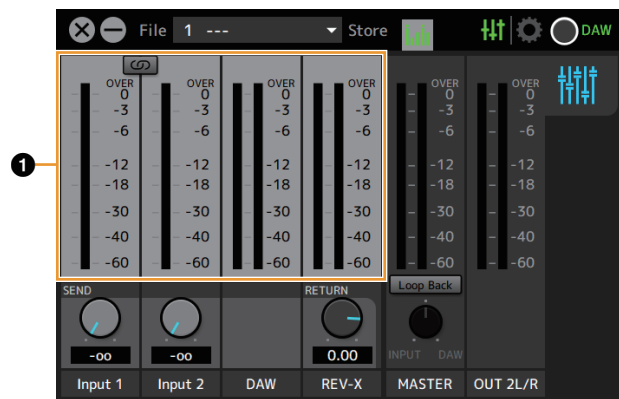 File 1 --- Store DAW
OVER OVER OVER OVER OVER OVER
0 0 0 0 0 0
-3 -3 -3 -3 -3 -3
-6 -6 -6 -6 -6 -6
1 -12 -12 -12 -12 -12 -12
-18 -18 -18 -18 -18 -18
-30 -30 -30 -30 -30 -30
-40 -40 -40 -40 -40 -40
-60 -60 -60 -60 -60 -60
SEND RETURN Loop Back
-oo -oo 0.00 INPUT DAW
Input 1 Input 2 DAW REV-X MASTER OUT 2L/R